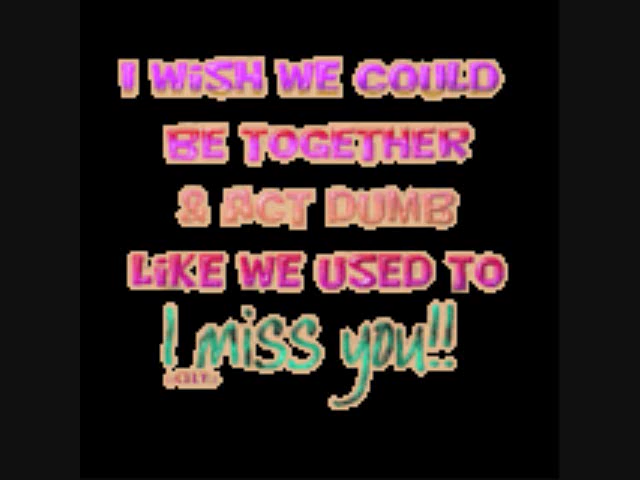 I WiSH WE COULD
BE TOGETHER
& ACT DUMB
LiKE WE USED TO
I miss you!!